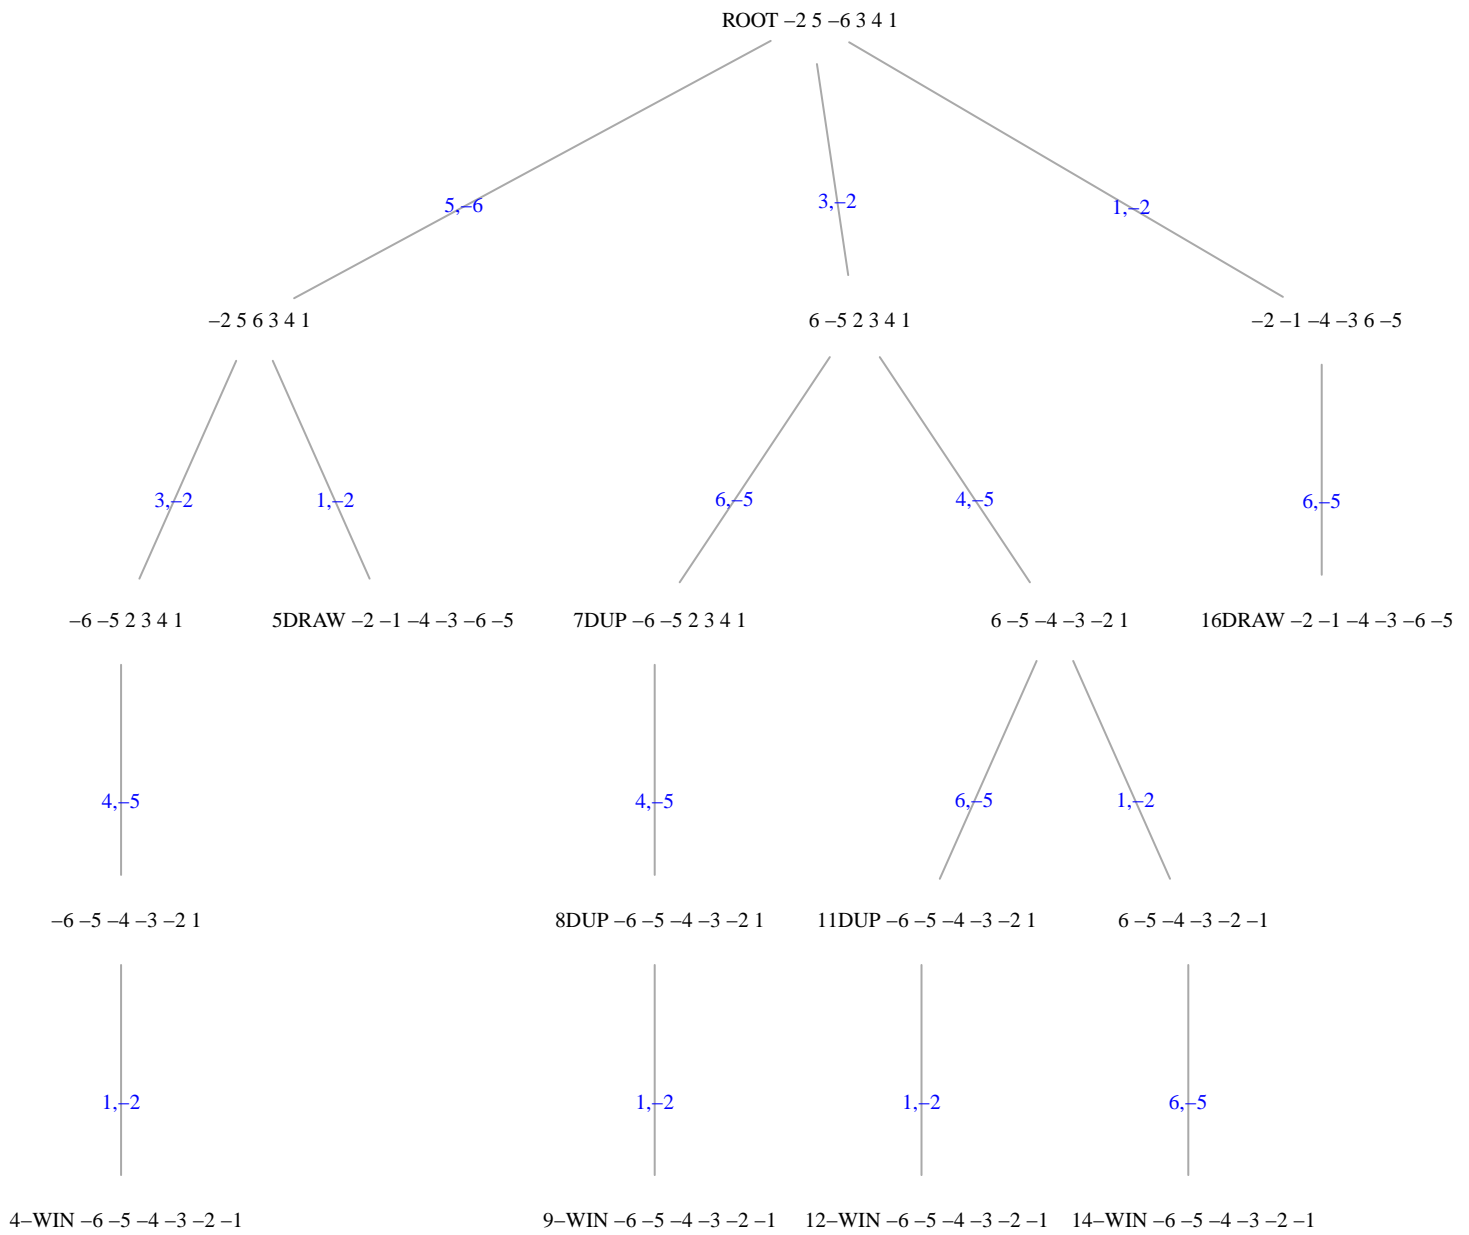 ROOT –2 5 –6 3 4 1
5,–6
3,–2
1,–2
–2 5 6 3 4 1
6 –5 2 3 4 1
–2 –1 –4 –3 6 –5
3,–2
1,–2
6,–5
4,–5
6,–5
–6 –5 2 3 4 1
5DRAW –2 –1 –4 –3 –6 –5
7DUP –6 –5 2 3 4 1
6 –5 –4 –3 –2 1
16DRAW –2 –1 –4 –3 –6 –5
4,–5
4,–5
6,–5
1,–2
–6 –5 –4 –3 –2 1
8DUP –6 –5 –4 –3 –2 1
11DUP –6 –5 –4 –3 –2 1
6 –5 –4 –3 –2 –1
1,–2
1,–2
1,–2
6,–5
4–WIN –6 –5 –4 –3 –2 –1
9–WIN –6 –5 –4 –3 –2 –1
12–WIN –6 –5 –4 –3 –2 –1
14–WIN –6 –5 –4 –3 –2 –1